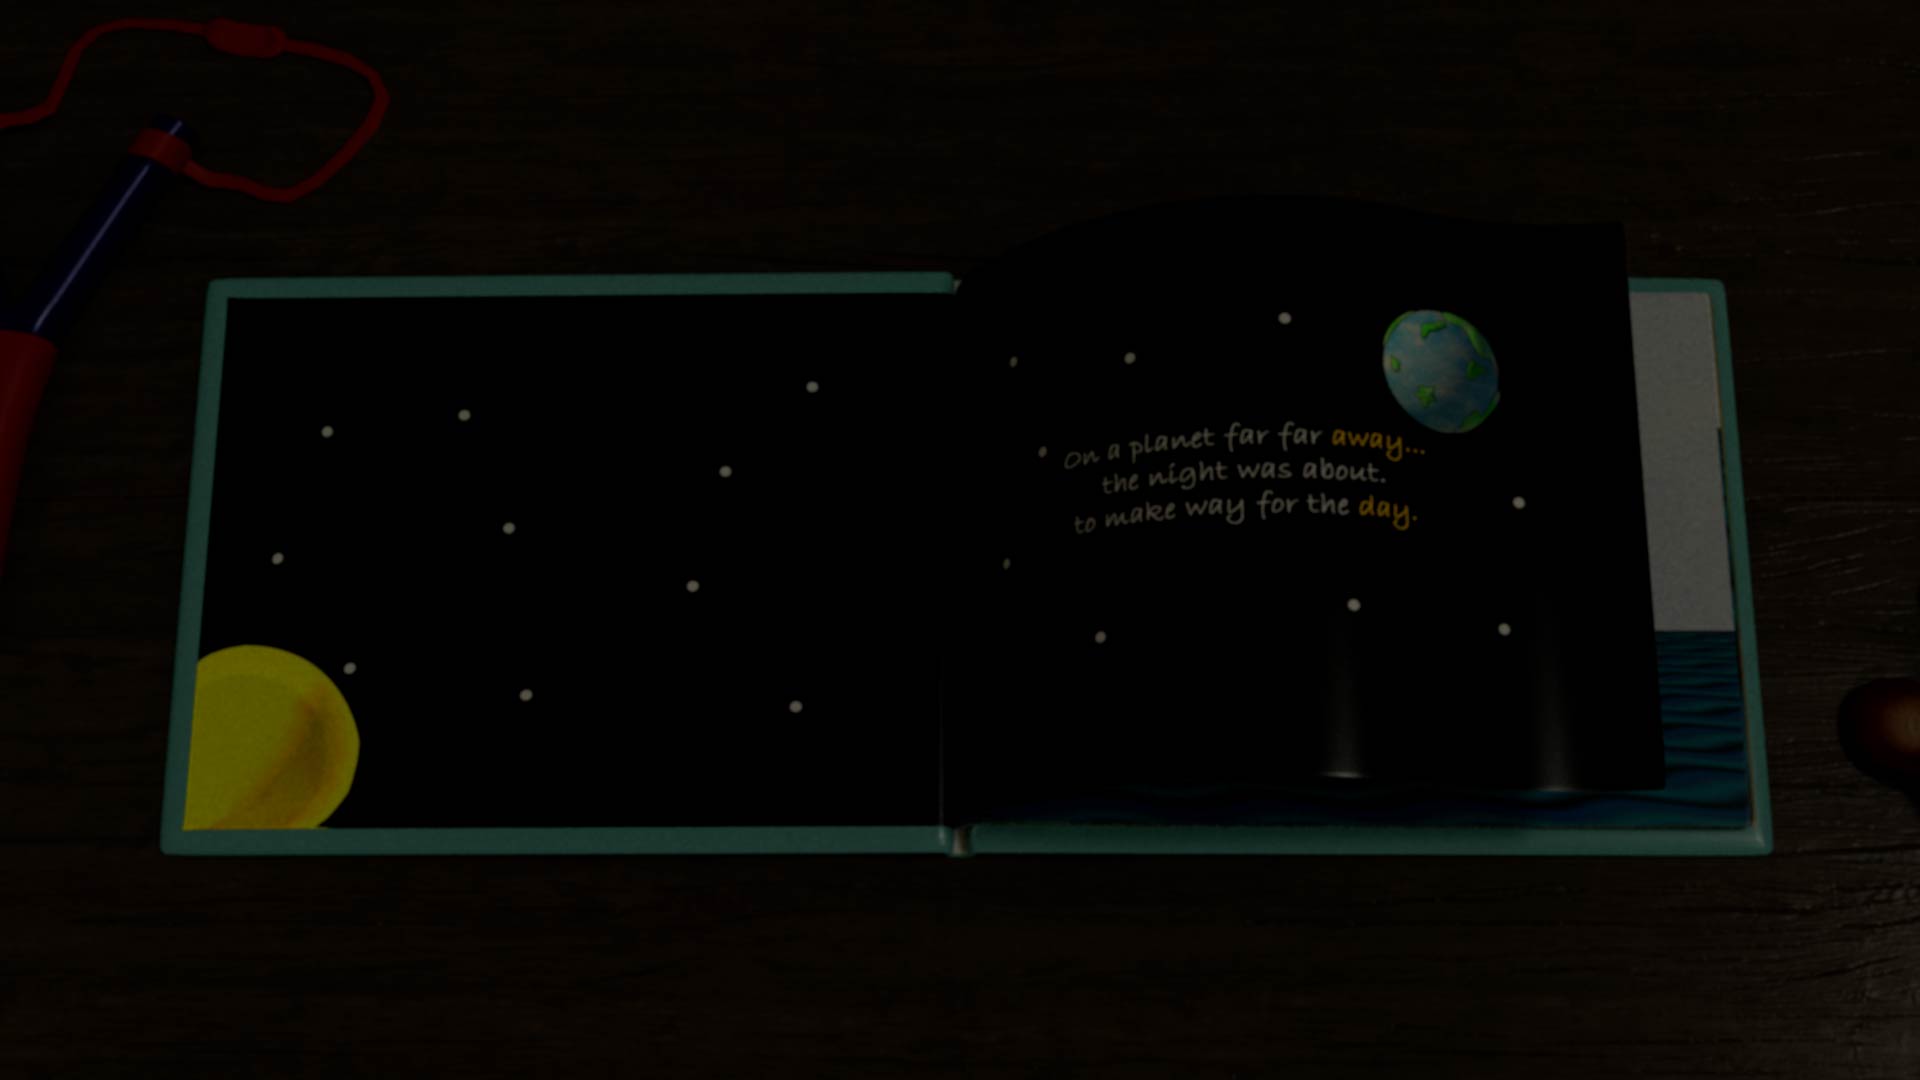 On a planet far far away...
the night was about.
to make way for the day.